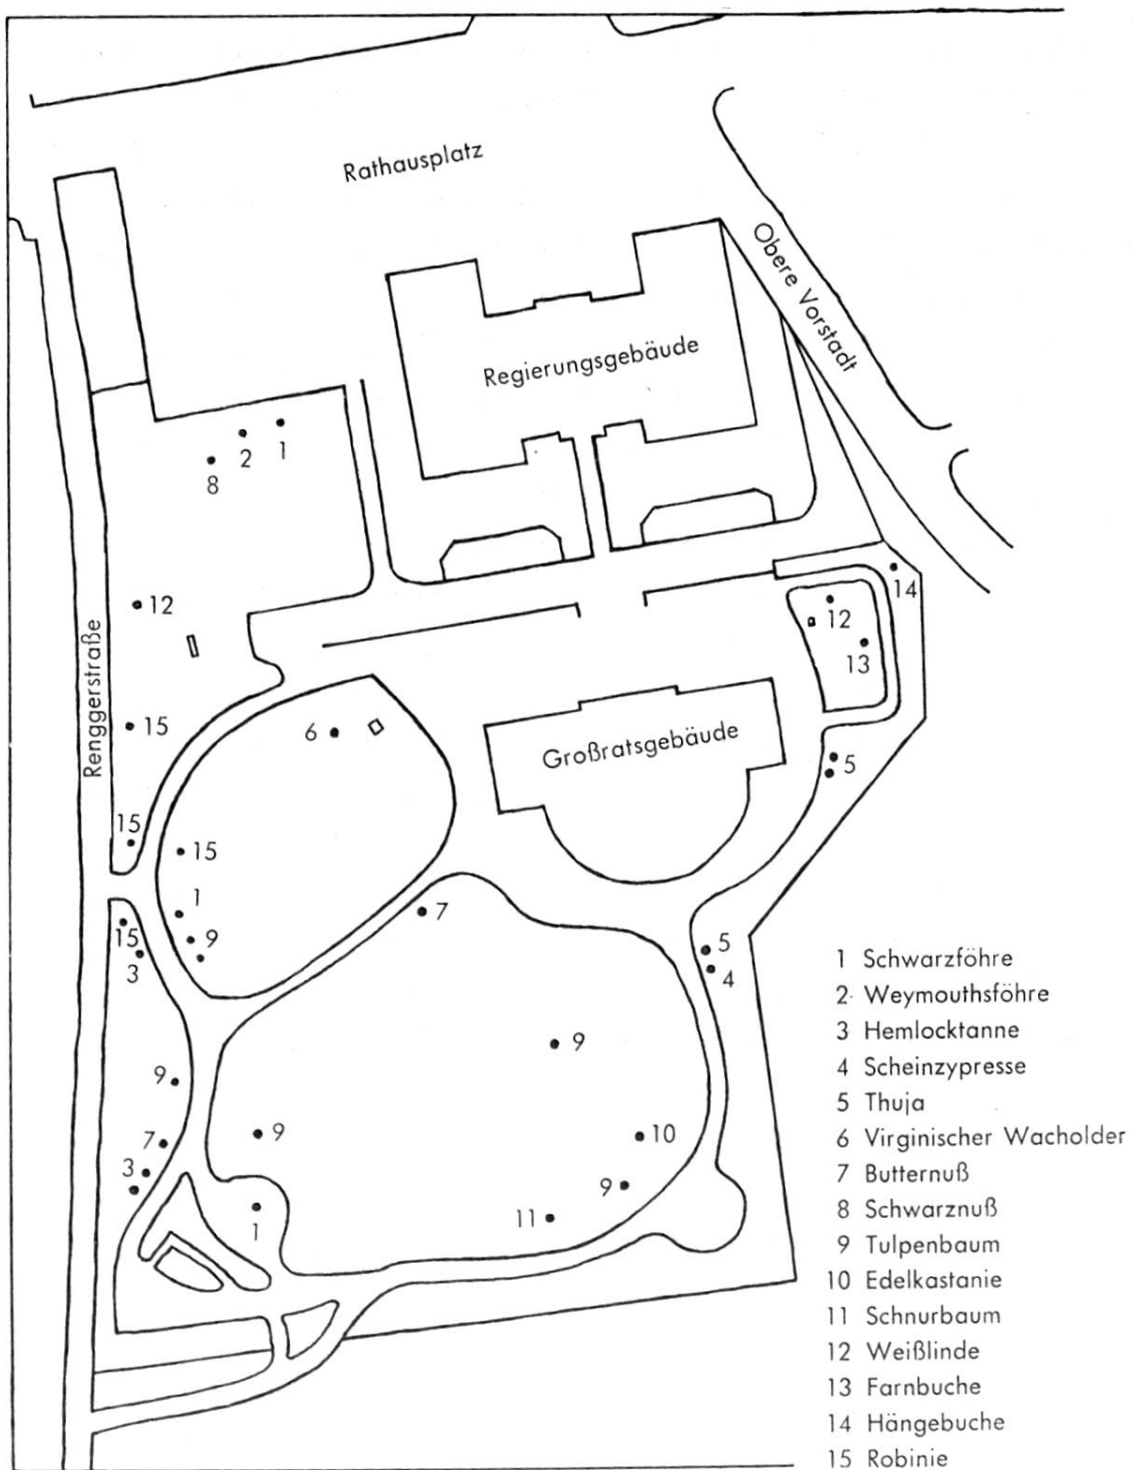 Rathausplatz
Obere Vorstadt
Regierungsgebäude
1
2
8
14
12
12
13
Renggerstraße
15
6
Großratsgebäude
5
15
15
1
7
9
15
3
5
4
9
9
9
10
7
3
9
11
1
1 Schwarzföhre
2 Weymouthsföhre
3 Hemlocktanne
4 Scheinzypresse
5 Thuja
6 Virginischer Wacholder
7 Butternuß
8 Schwarznuß
9 Tulpenbaum
10 Edelkastanie
11 Schnurbaum
12 Weißlinde
13 Farnbuche
14 Hängebuche
15 Robinie